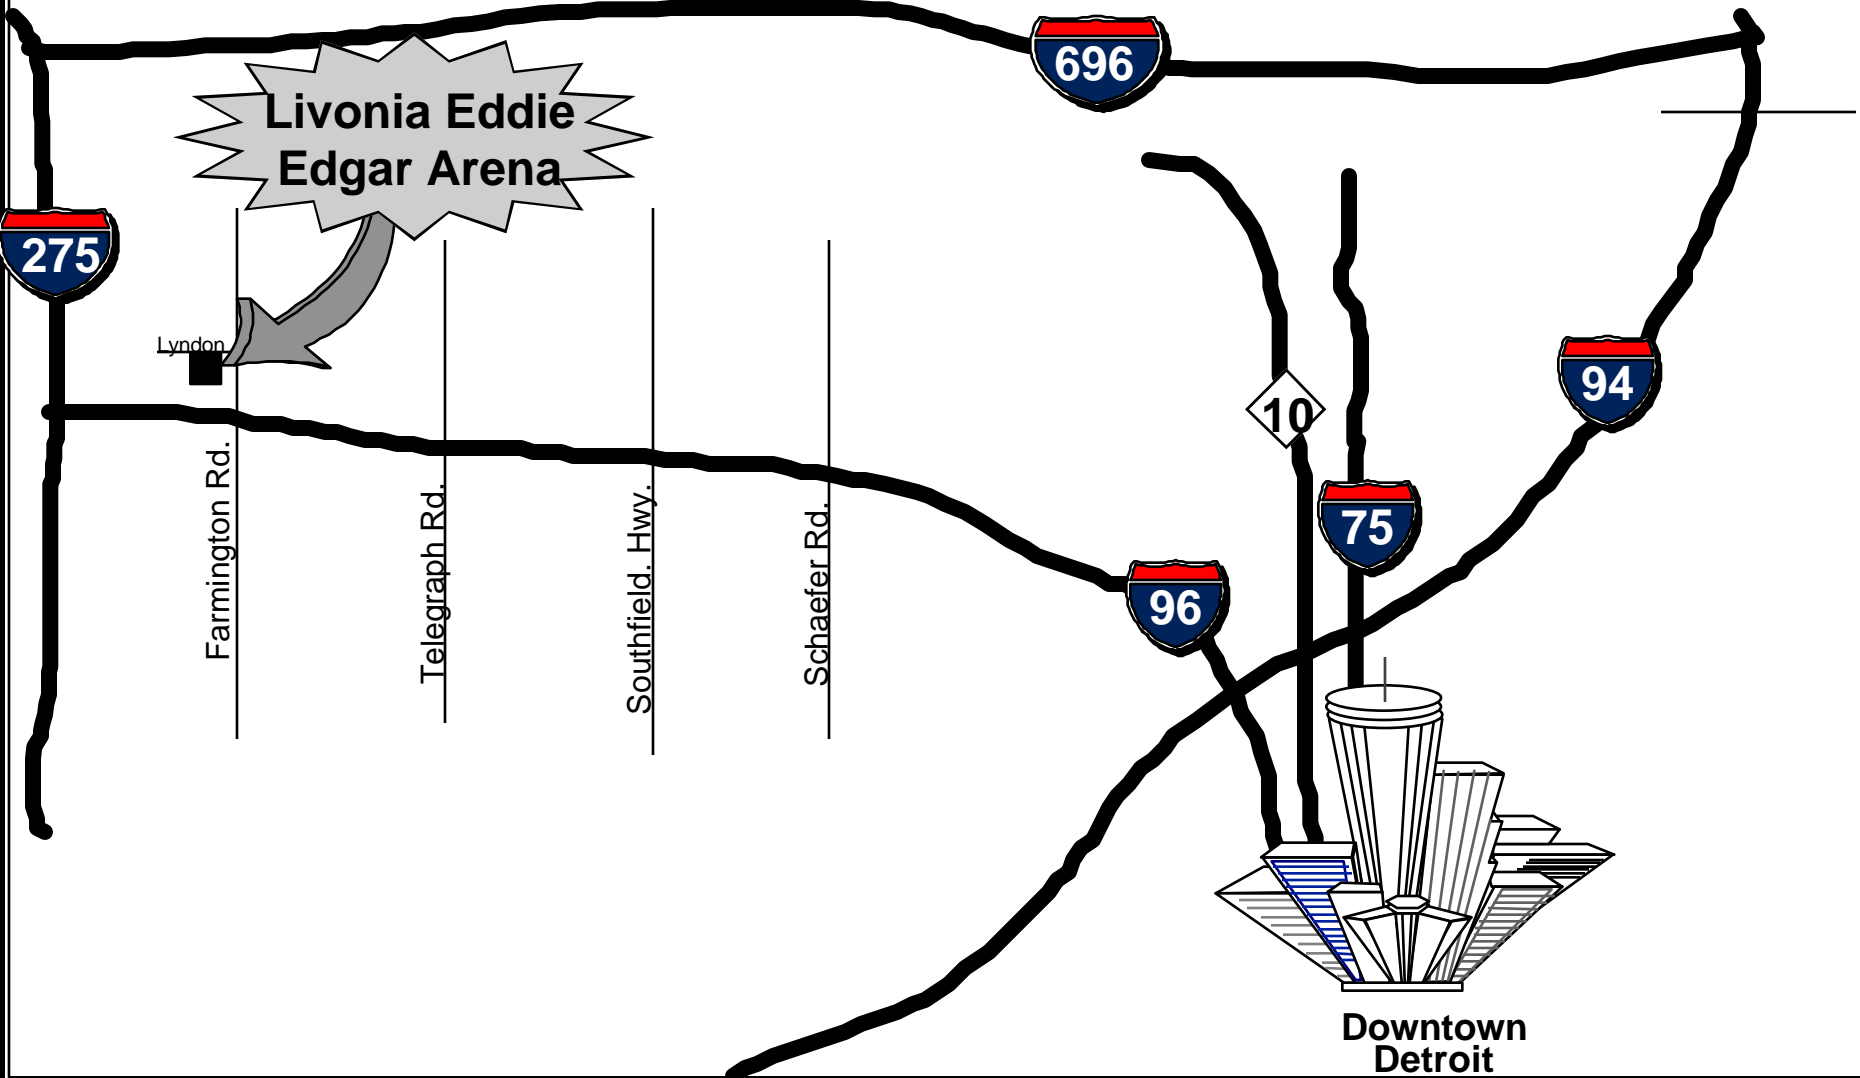 696
Livonia Eddie
Edgar Arena
275
Lyndon
94
10
75
96
Farmington Rd.
Telegraph Rd.
Southfield. Hwy.
Schaefer Rd.
Downtown
Detroit